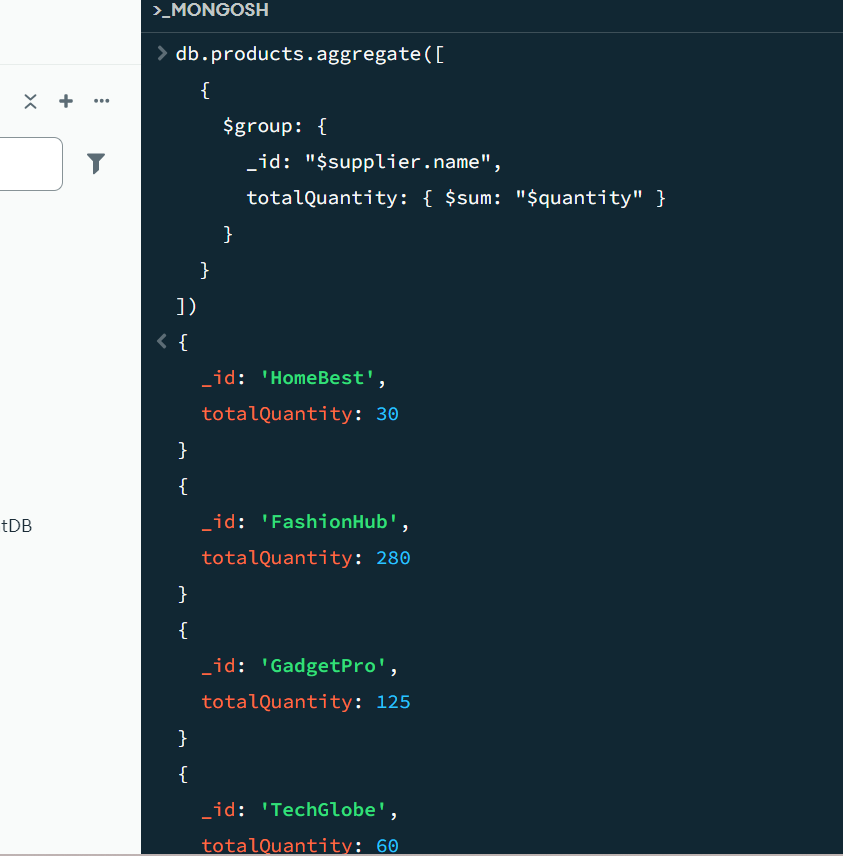 >_MONGOSH
db.products.aggregate([
{
$group: {
_id: "$supplier.name",
totalQuantity: { $sum: "$quantity" }
}
}
])
{
_id: 'HomeBest',
totalQuantity: 30
}
{
_id: 'FashionHub',
totalQuantity: 280
}
{
_id: 'GadgetPro',
totalQuantity: 125
}
{
_id: 'TechGlobe',
totalQuantity: 60
tDB